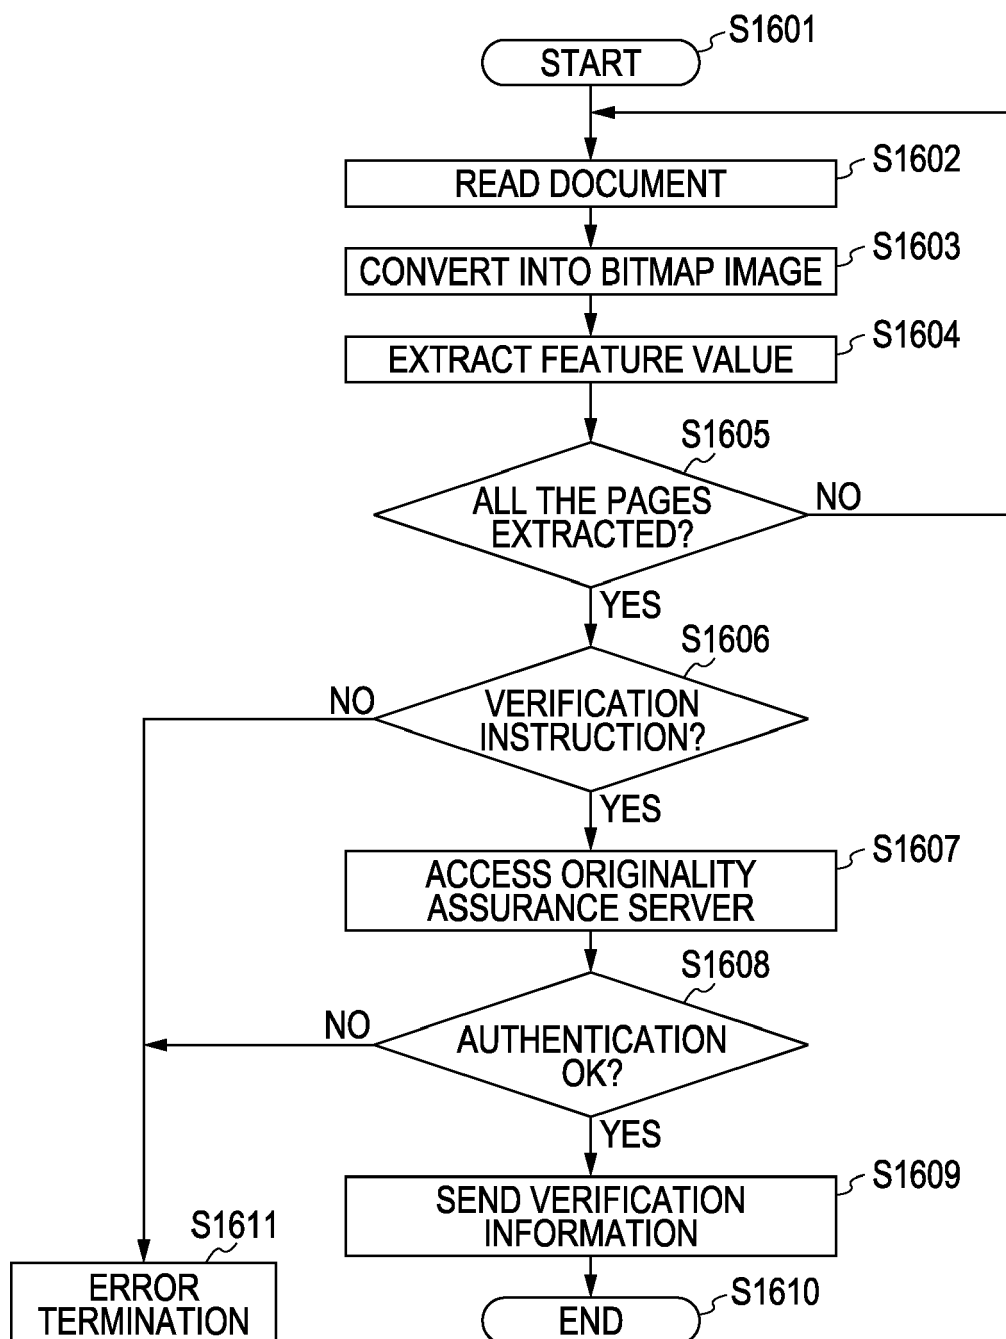 S1601
START
S1602
READ DOCUMENT
S1603
CONVERT INTO BITMAP IMAGE
S1604
EXTRACT FEATURE VALUE
S1605
ALL THE PAGES
EXTRACTED?
NO
YES
S1606
VERIFICATION
INSTRUCTION?
NO
YES
S1607
ACCESS ORIGINALITY
ASSURANCE SERVER
S1608
AUTHENTICATION
OK?
NO
YES
S1609
SEND VERIFICATION
INFORMATION
S1611
ERROR
TERMINATION
S1610
END